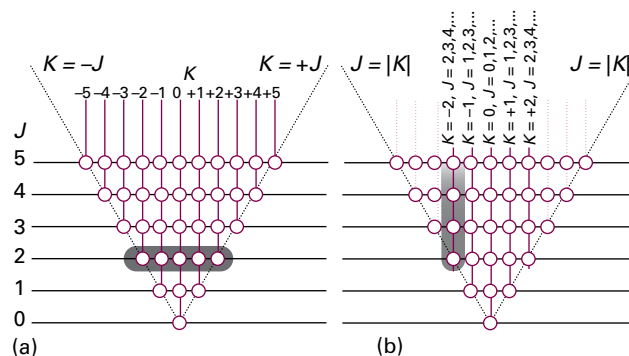 K = –J
K
K = +J
–5 –4 –3 –2 –1 0 +1 +2 +3 +4 +5
J
5
4
3
2
1
0
(a)
J = |K|
K = –2, J = 2,3,4,...
K = –1, J = 1,2,3,...
K = 0, J = 0,1,2,...
K = +1, J = 1,2,3,...
K = +2, J = 2,3,4,...
J = |K|
(b)